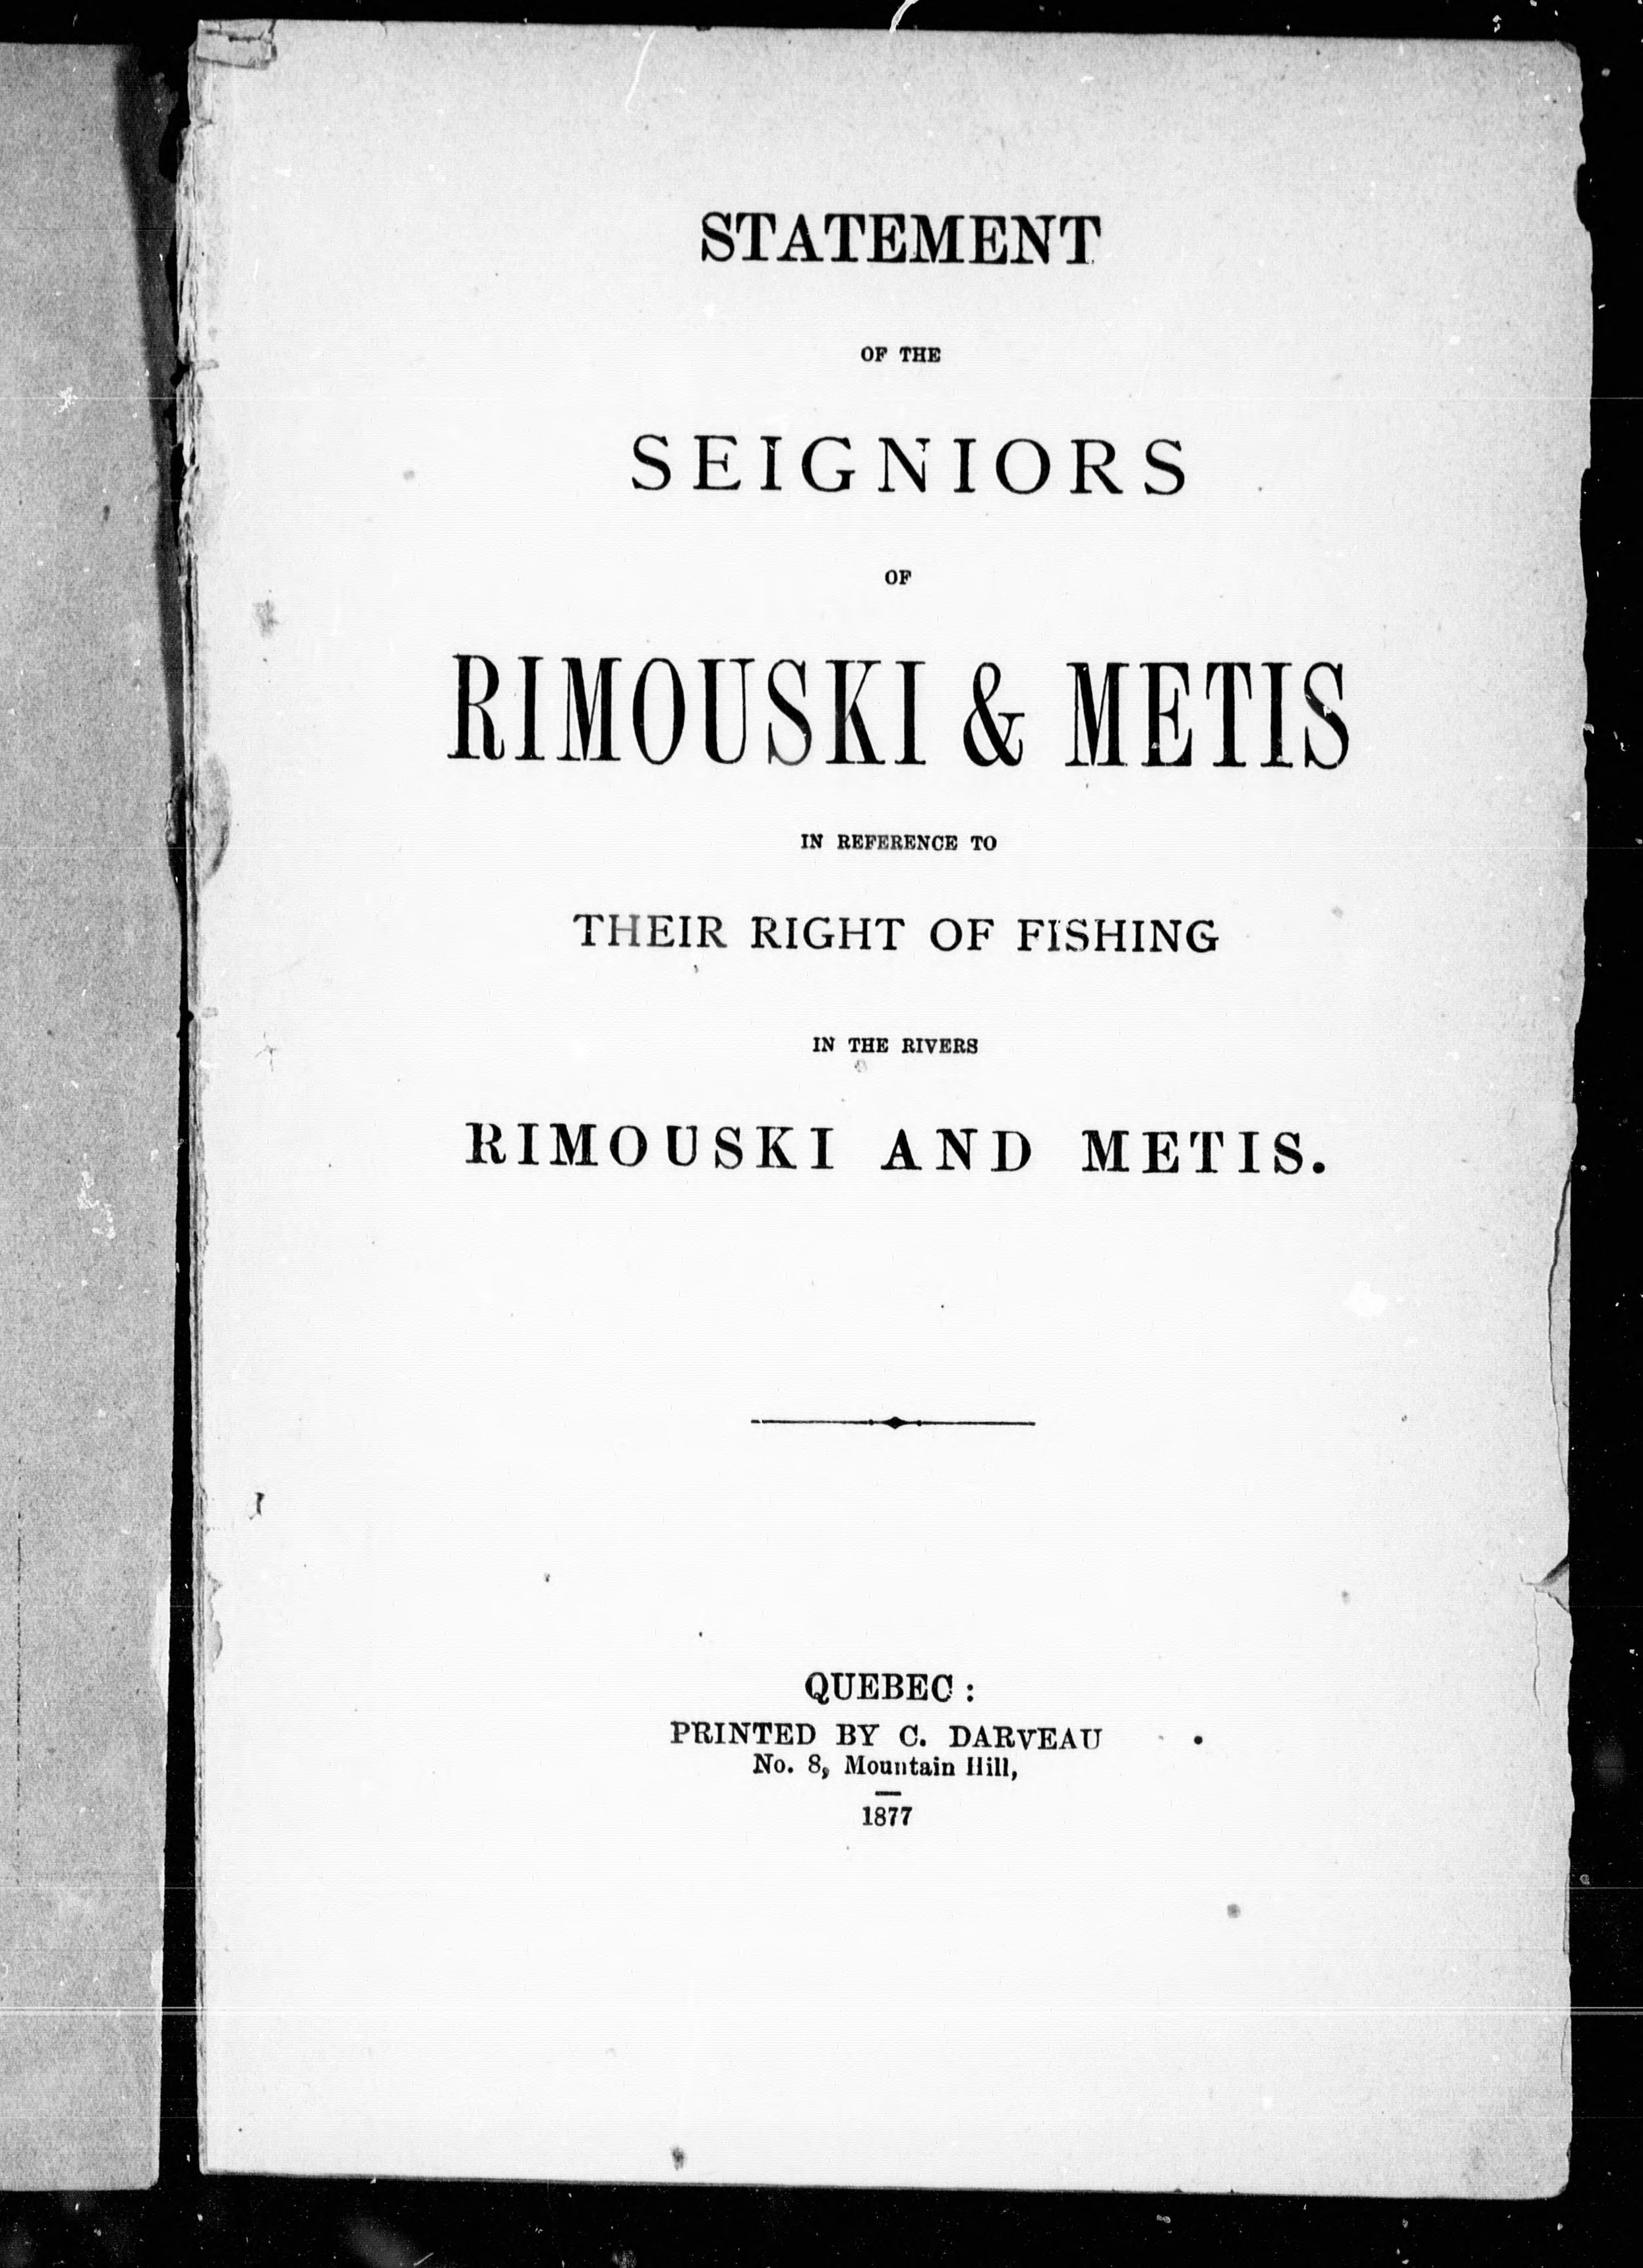 STATEMENT
OF THE
SEIGNIORS
OF
RIMOUSKI & METIS
IN REFERENCE TO
THEIR RIGHT OF FISHING
IN THE RIVERS
RIMOUSKI AND METIS.
QUEBEC :
PRINTED BY C. DARVEAU
No. 8, Mountain Hill,
1877